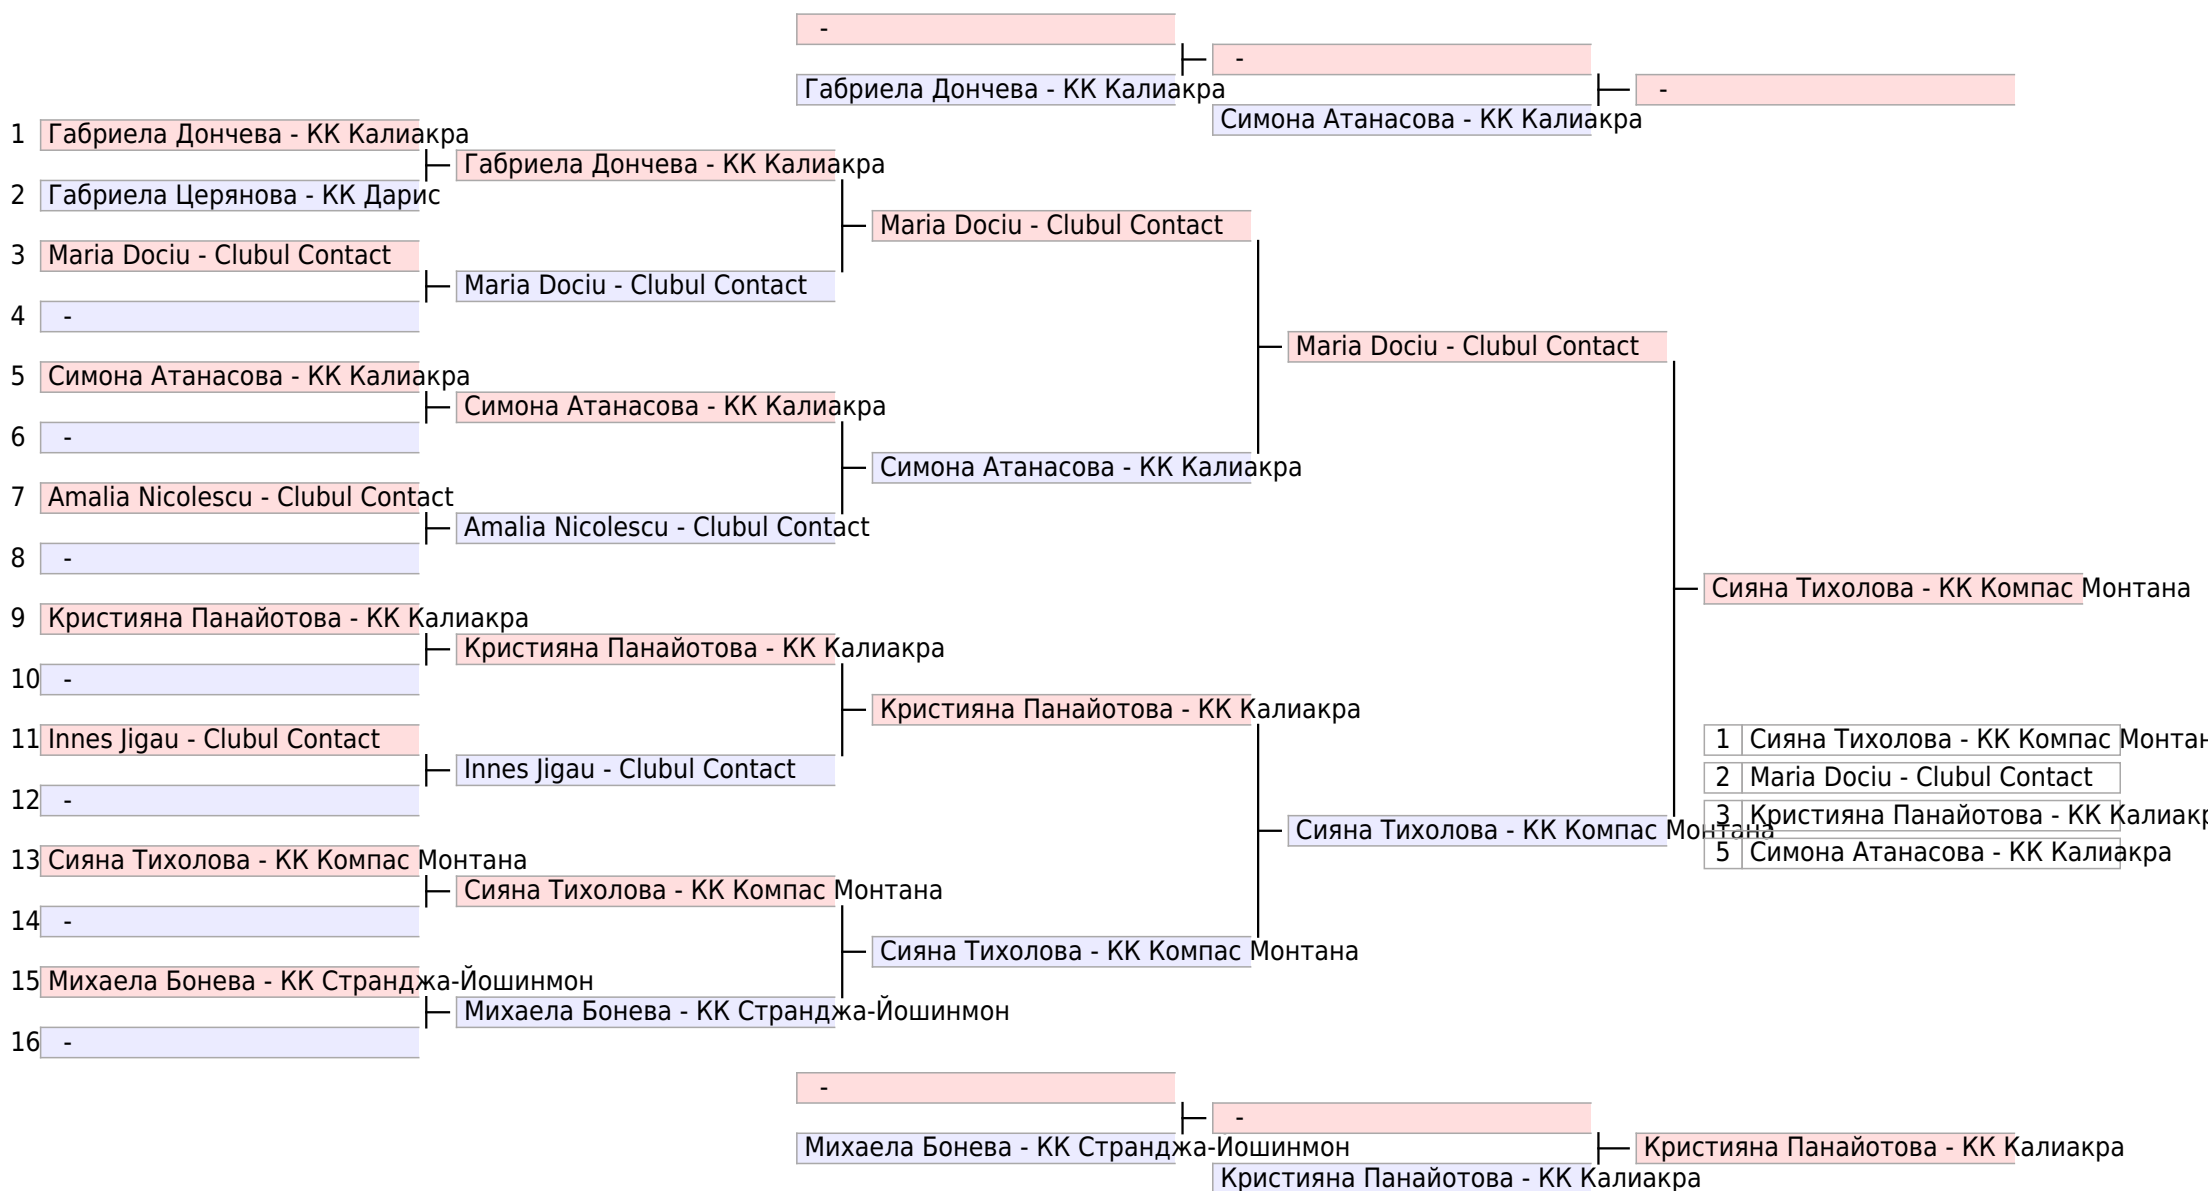 -
-
Габриела Дончева - КК Калиакра
-
Симона Атанасова - КК Калиакра
1 Габриела Дончева - КК Калиакра
Габриела Дончева - КК Калиакра
2 Габриела Церянова - КК Дарис
Maria Dociu - Clubul Contact
3 Maria Dociu - Clubul Contact
Maria Dociu - Clubul Contact
4 -
Maria Dociu - Clubul Contact
5 Симона Атанасова - КК Калиакра
Симона Атанасова - КК Калиакра
6 -
Симона Атанасова - КК Калиакра
7 Amalia Nicolescu - Clubul Contact
Amalia Nicolescu - Clubul Contact
8 -
Сияна Тихолова - КК Компас Монтана
9 Кристияна Панайотова - КК Калиакра
Кристияна Панайотова - КК Калиакра
10 -
Кристияна Панайотова - КК Калиакра
11 Innes Jigau - Clubul Contact
1 Сияна Тихолова - КК Компас Монтан
Innes Jigau - Clubul Contact
2 Maria Dociu - Clubul Contact
12 -
3 Кристияна Панайотова - КК Калиакр
Сияна Тихолова - КК Компас Монтана
13 Сияна Тихолова - КК Компас Монтана
5 Симона Атанасова - КК Калиакра
Сияна Тихолова - КК Компас Монтана
14 -
Сияна Тихолова - КК Компас Монтана
15 Михаела Бонева - КК Странджа-Йошинмон
Михаела Бонева - КК Странджа-Йошинмон
16 -
-
-
Михаела Бонева - КК Странджа-Йошинмон
Кристияна Панайотова - КК Калиакра
Кристияна Панайотова - КК Калиакра